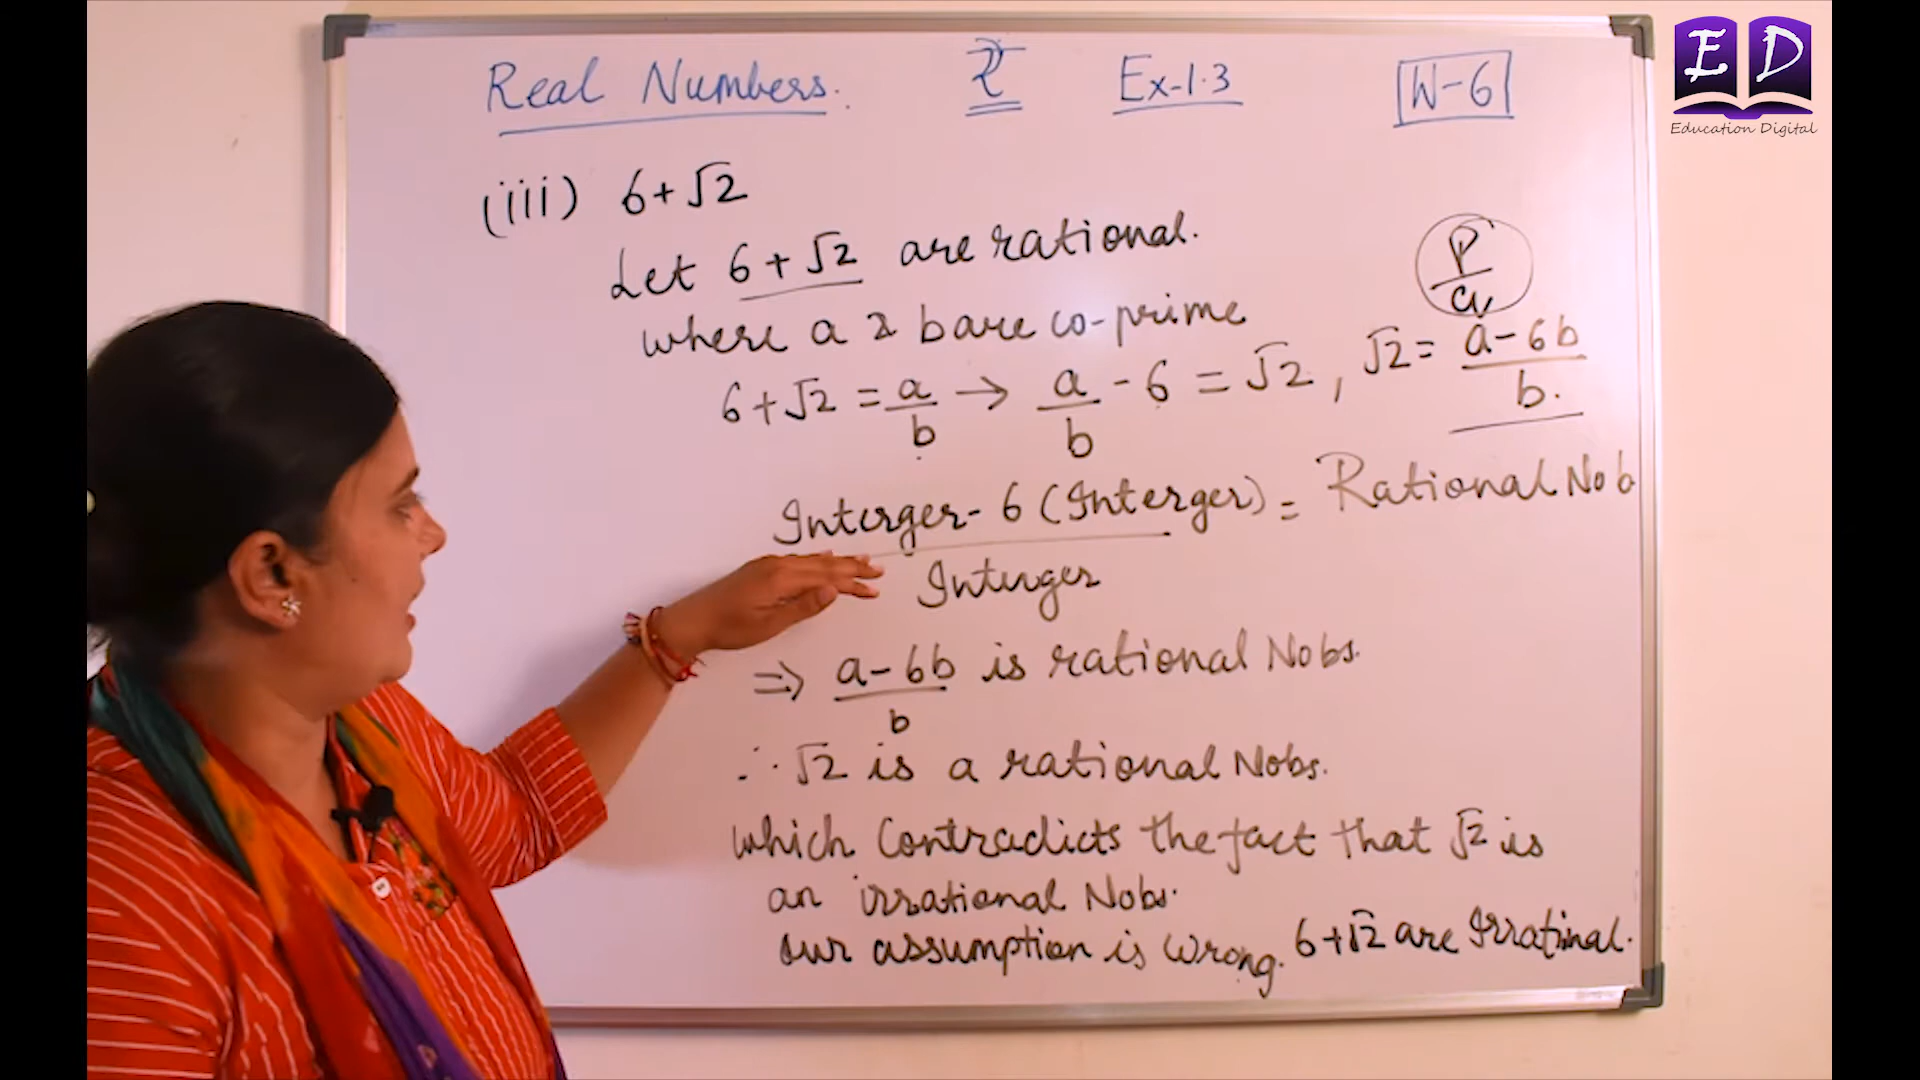 Real Numbers. Ex-1.3 W-6
ED
Education Digital
(iii) 6+√2
Let 6+√2 are rational.
where a & b are co-prime
P/q
6+√2 = a/b → a/b - 6 = √2, √2 = a-6b/b.
Interger - 6 (Interger) = Rational Nob
Interger
⇒ a-6b/b is rational Nobs.
∴ √2 is a rational Nobs.
which Contradicts the fact that √2 is
an irrational Nobs.
our assumption is wrong. 6+√2 are Irrational.